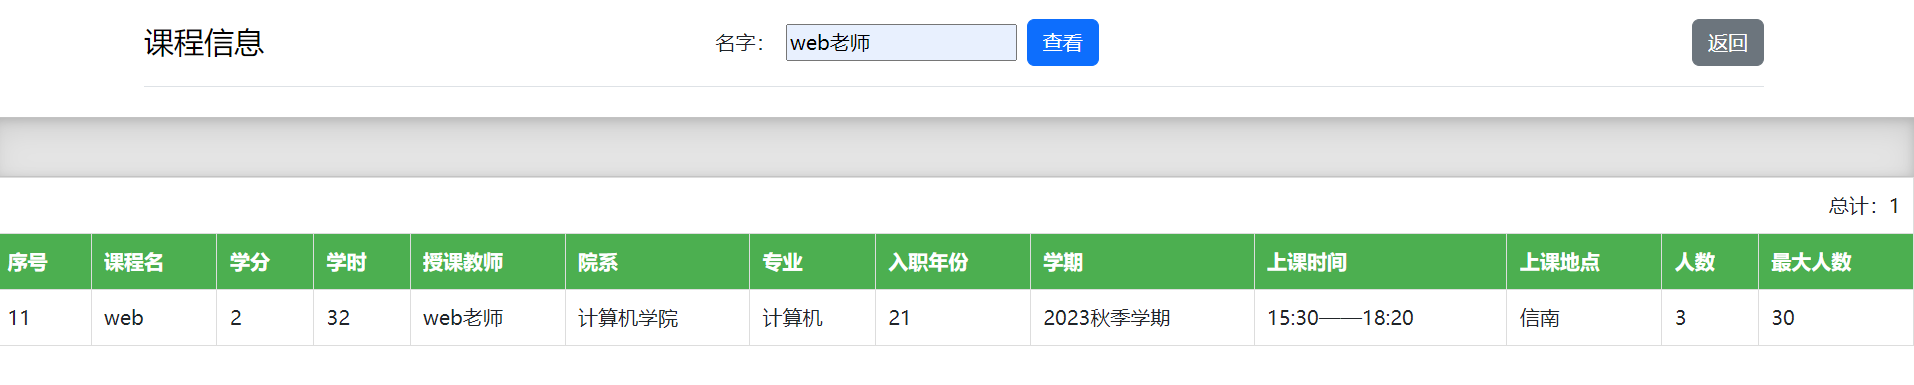 课程信息 名字： web老师 查看 返回
总计：1
序号 课程名 学分 学时 授课教师 院系 专业 入职年份 学期 上课时间 上课地点 人数 最大人数
11 web 2 32 web老师 计算机学院 计算机 21 2023秋季学期 15:30——18:20 信南 3 30